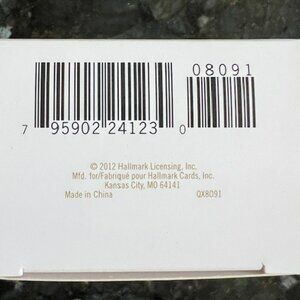 08091
7 95902 24123 0
© 2012 Hallmark Licensing, Inc.
Mfd. for/Fabriqué pour Hallmark Cards, Inc.
Kansas City, MO 64141
Made in China QX8091